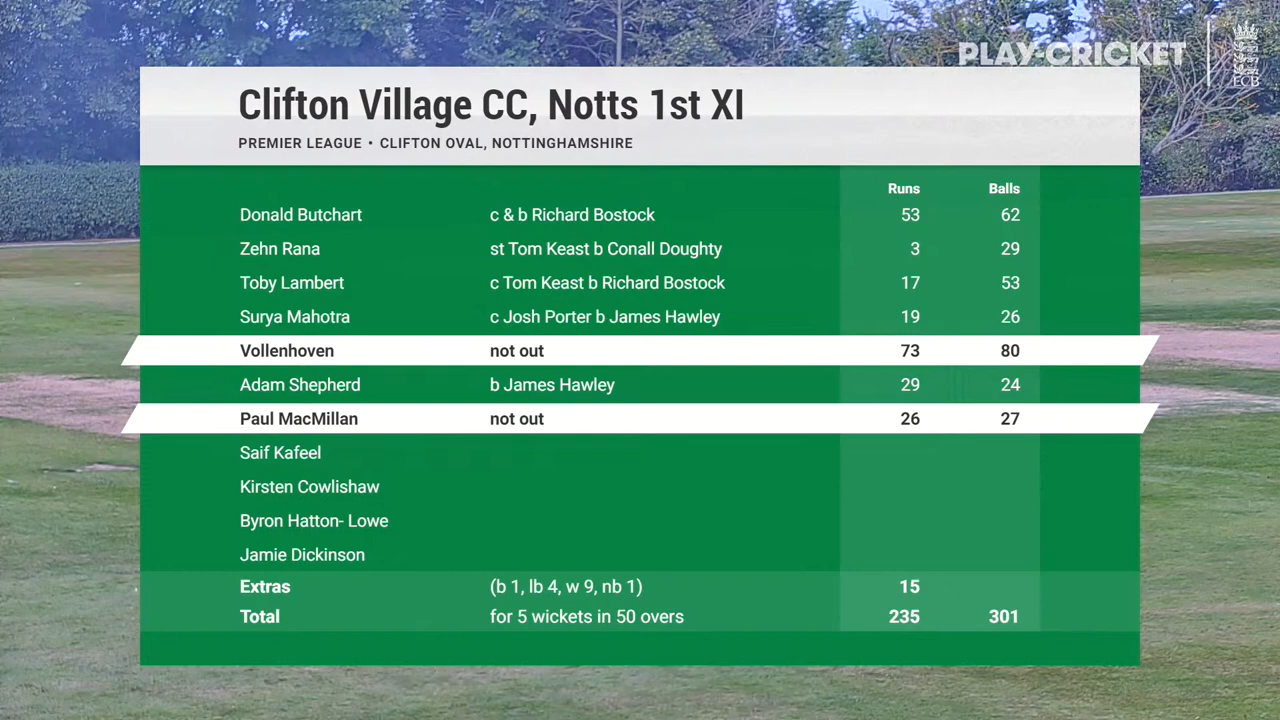 PLAY-CRICKET
ECB
Clifton Village CC, Notts 1st XI
PREMIER LEAGUE • CLIFTON OVAL, NOTTINGHAMSHIRE
Runs Balls
Donald Butchart c & b Richard Bostock 53 62
Zehn Rana st Tom Keast b Conall Doughty 3 29
Toby Lambert c Tom Keast b Richard Bostock 17 53
Surya Mahotra c Josh Porter b James Hawley 19 26
Vollenhoven not out 73 80
Adam Shepherd b James Hawley 29 24
Paul MacMillan not out 26 27
Saif Kafeel
Kirsten Cowlishaw
Byron Hatton- Lowe
Jamie Dickinson
Extras (b 1, lb 4, w 9, nb 1) 15
Total for 5 wickets in 50 overs 235 301